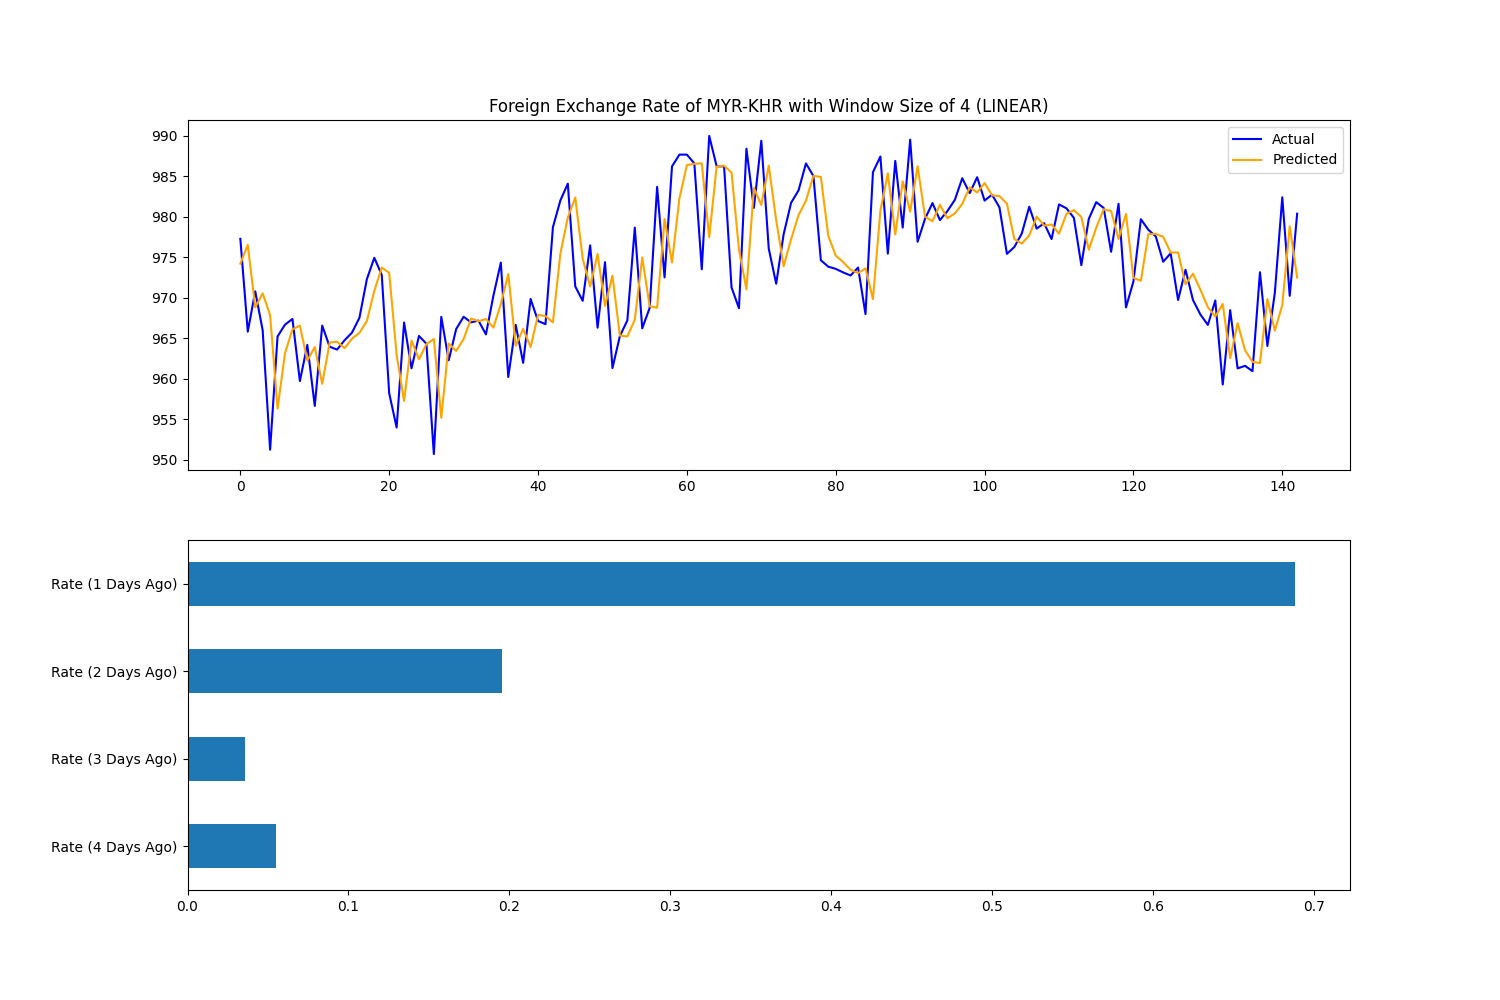 Foreign Exchange Rate of MYR-KHR with Window Size of 4 (LINEAR)
Actual
Predicted
990
985
980
975
970
965
960
955
950
0 20 40 60 80 100 120 140
Rate (1 Days Ago)
Rate (2 Days Ago)
Rate (3 Days Ago)
Rate (4 Days Ago)
0.0 0.1 0.2 0.3 0.4 0.5 0.6 0.7